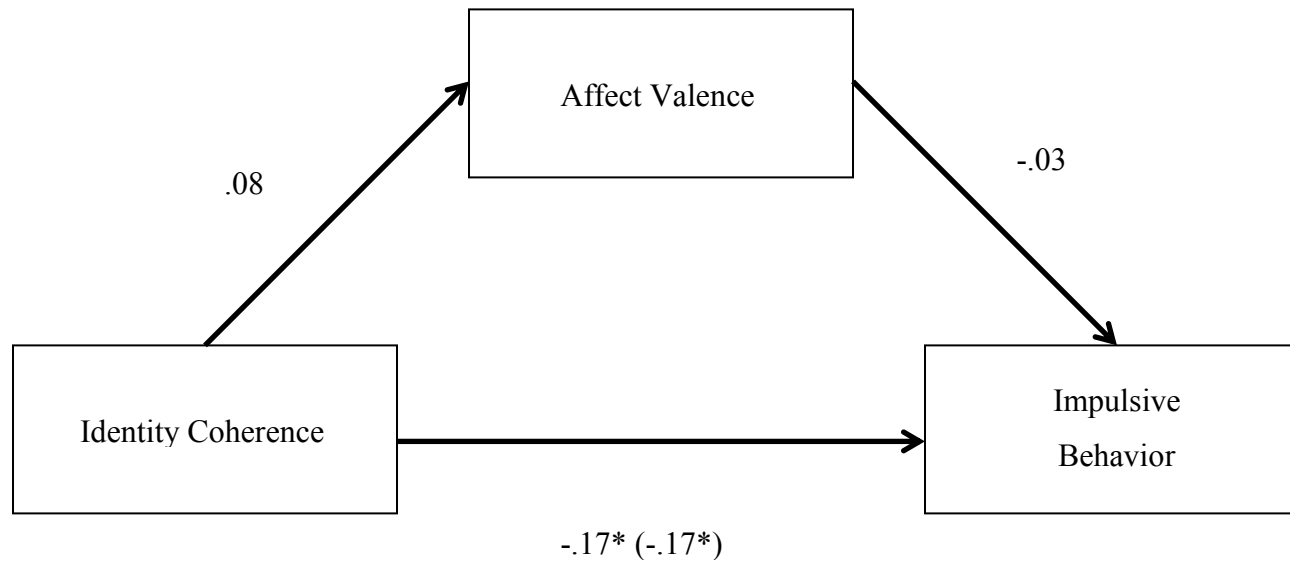 Affect Valence
.08
-.03
Identity Coherence
Impulsive
Behavior
-.17* (-.17*)